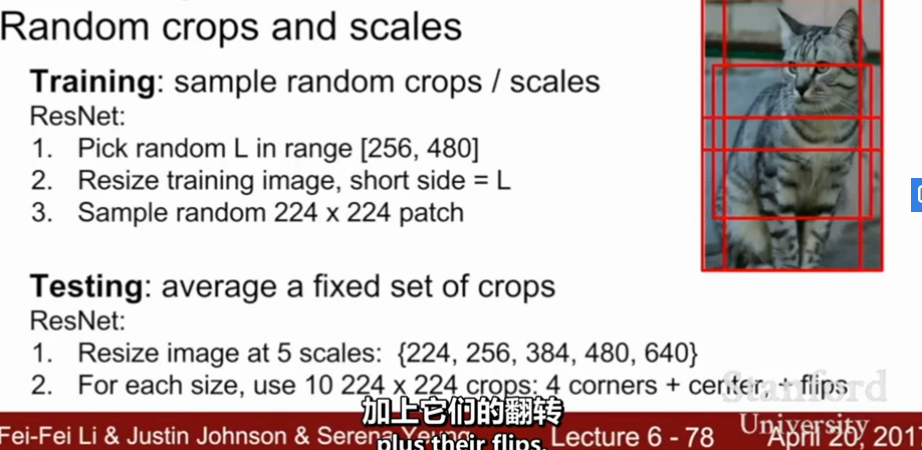 Random crops and scales
Training: sample random crops / scales
ResNet:
1. Pick random L in range [256, 480]
2. Resize training image, short side = L
3. Sample random 224 x 224 patch
Testing: average a fixed set of crops
ResNet:
1. Resize image at 5 scales: {224, 256, 384, 480, 640}
2. For each size, use 10 224 x 224 crops: 4 corners + center, + flips
加上它们的翻转
plus their flips.
Fei-Fei Li & Justin Johnson & Serena Yeung
Lecture 6 - 78
April 20, 201
Stanford
University